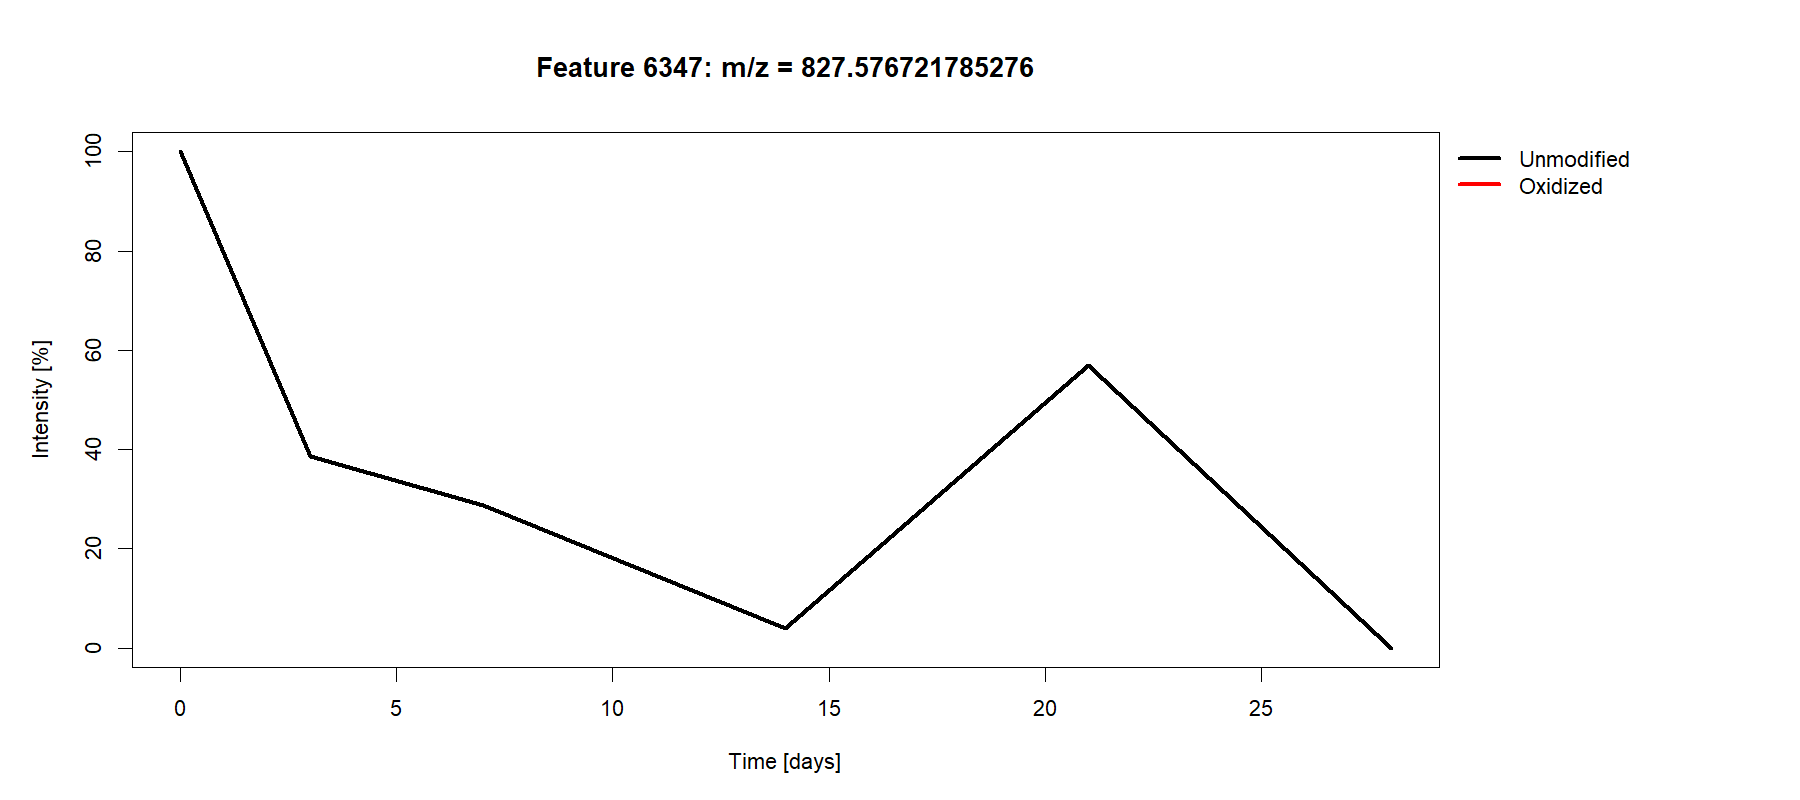 Feature 6347: m/z = 827.576721785276
Unmodified
Oxidized
Intensity [%]
100
80
60
40
20
0
0 5 10 15 20 25
Time [days]